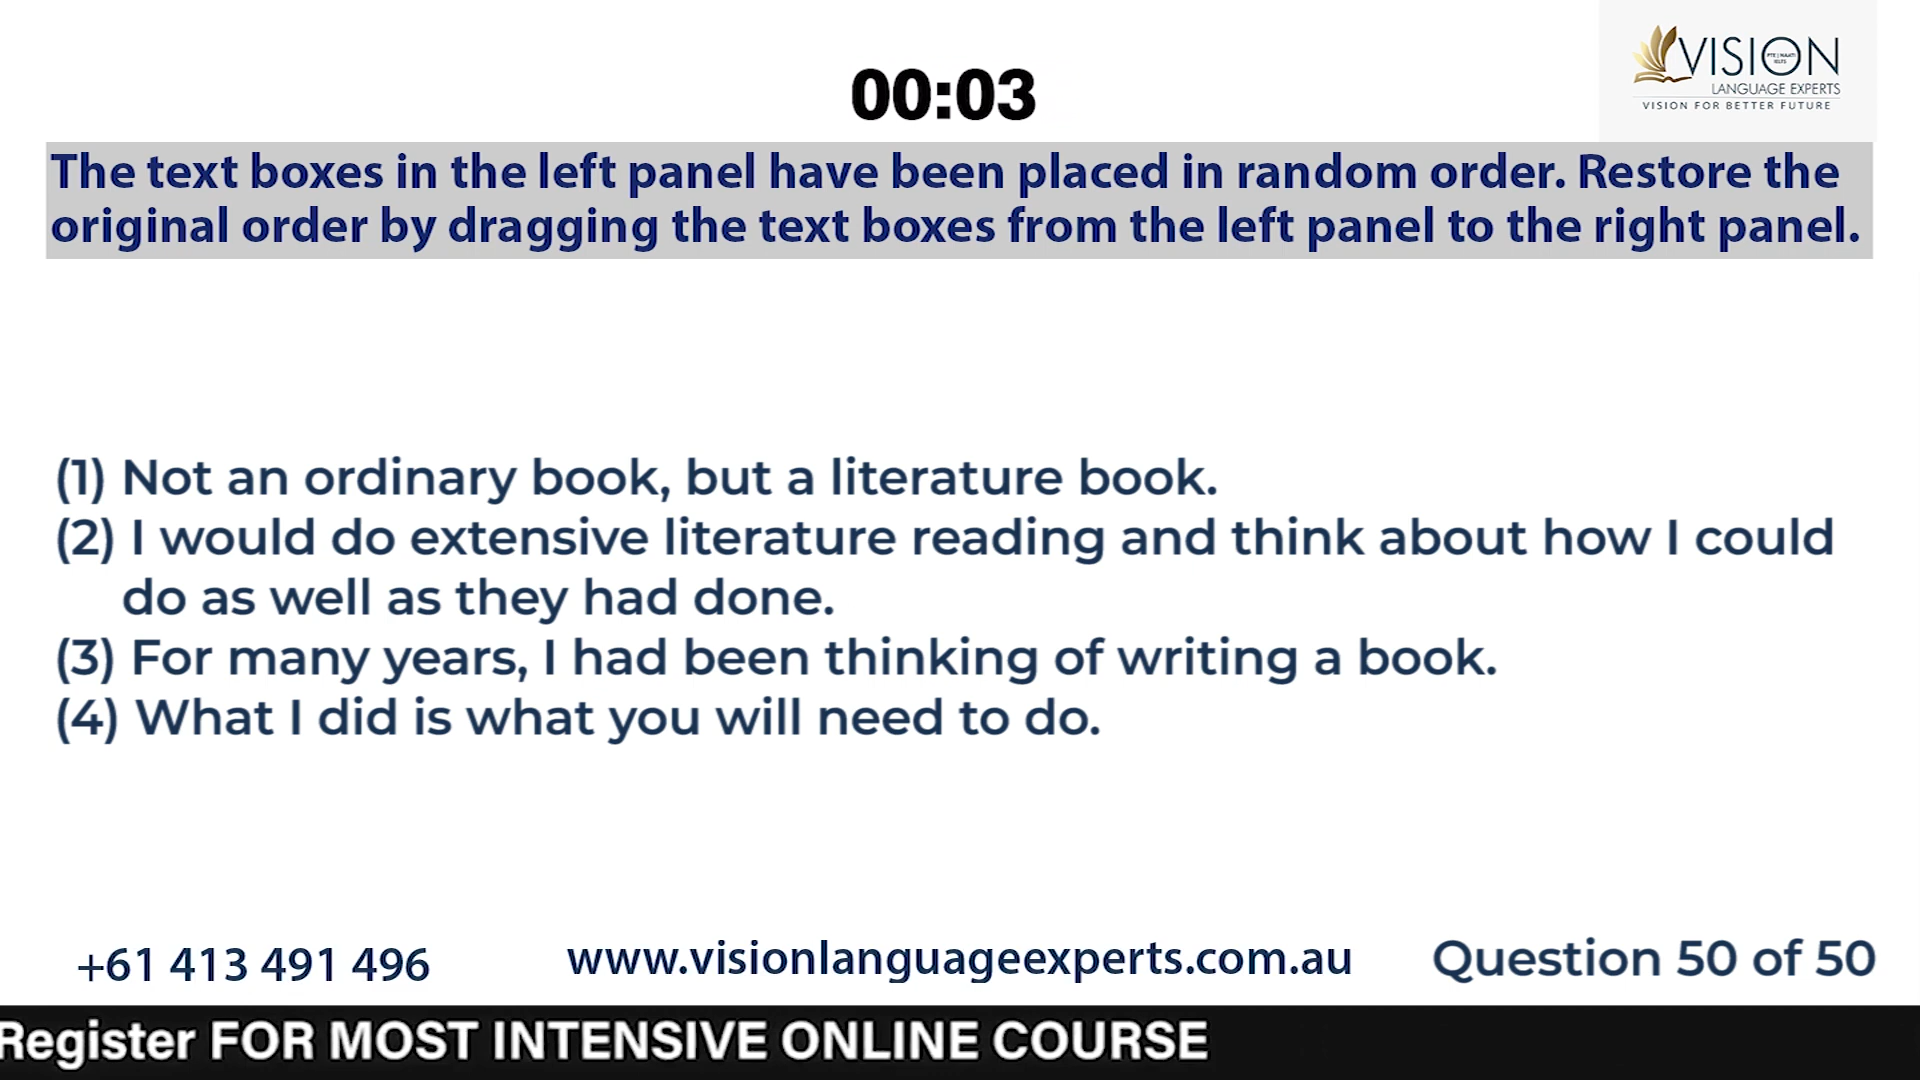 VISION
PTE | NAATI
IELTS
LANGUAGE EXPERTS
VISION FOR BETTER FUTURE
00:03
The text boxes in the left panel have been placed in random order. Restore the
original order by dragging the text boxes from the left panel to the right panel.
(1) Not an ordinary book, but a literature book.
(2) I would do extensive literature reading and think about how I could
do as well as they had done.
(3) For many years, I had been thinking of writing a book.
(4) What I did is what you will need to do.
+61 413 491 496
www.visionlanguageexperts.com.au
Question 50 of 50
Register FOR MOST INTENSIVE ONLINE COURSE